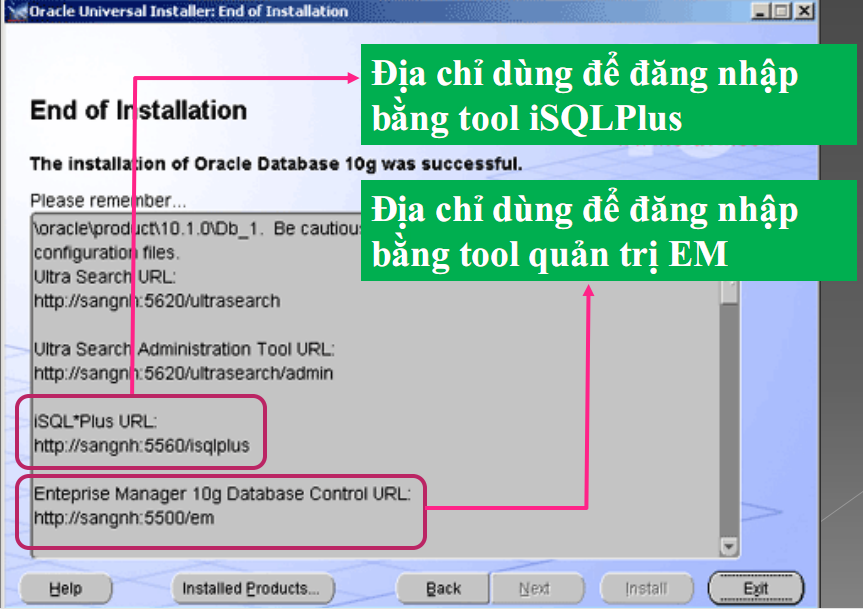 Oracle Universal Installer: End of Installation
Địa chỉ dùng để đăng nhập
bằng tool iSQLPlus
End of Installation
The installation of Oracle Database 10g was successful.
Please remember...
Địa chỉ dùng để đăng nhập
bằng tool quản trị EM
\oracle\product\10.1.0\Db_1. Be cautiou
configuration files.
Ultra Search URL:
http://sangnh:5620/ultrasearch
Ultra Search Administration Tool URL:
http://sangnh:5620/ultrasearch/admin
iSQL*Plus URL:
http://sangnh:5560/isqlplus
Enteprise Manager 10g Database Control URL:
http://sangnh:5500/em
Help
Installed Products...
Back
Next
Install
Exit